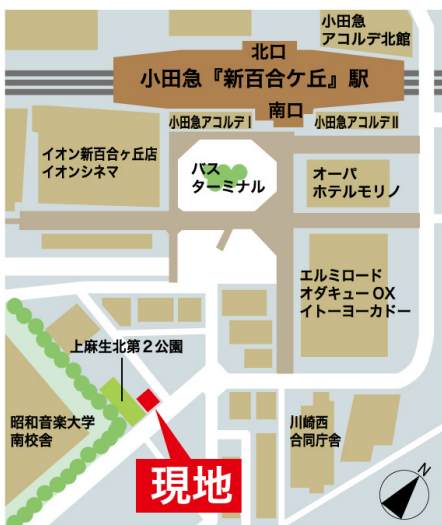 小田急
アコルデ北館
北口
小田急『新百合ケ丘』駅
南口
小田急アコルデⅠ
小田急アコルデⅡ
イオン新百合ヶ丘店
イオンシネマ
バス
ターミナル
オーパ
ホテルモリノ
エルミロード
オダキューOX
イトーヨーカドー
上麻生北第2公園
昭和音楽大学
南校舎
川崎西
合同庁舎
現地
N